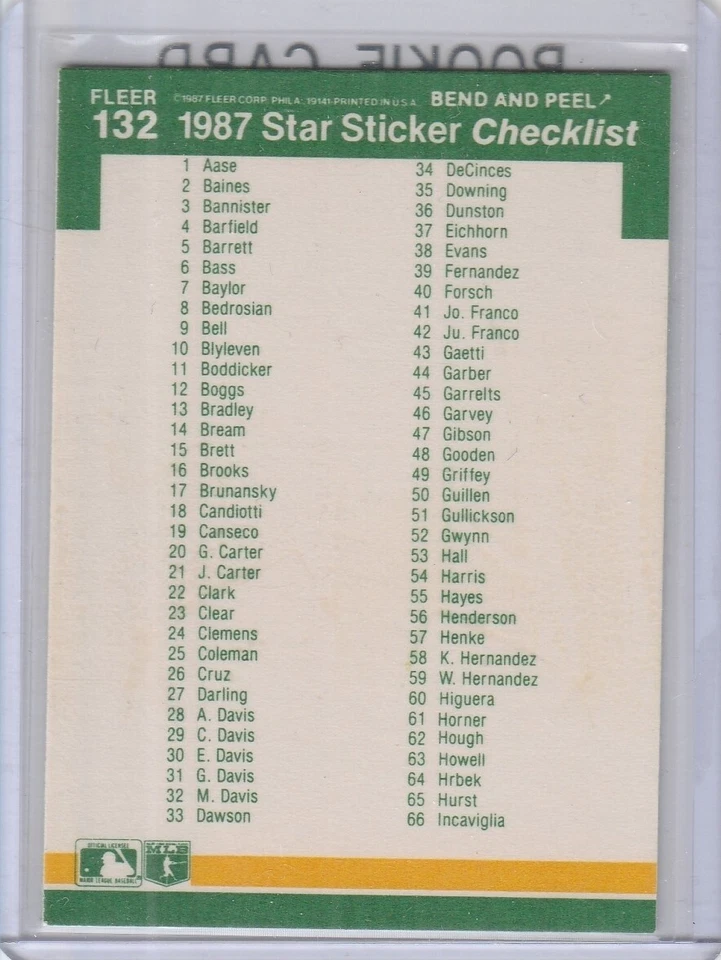 ROOKIE CARD
FLEER ©1987 FLEER CORP. PHILA. 19141-PRINTED IN U.S.A. BEND AND PEEL↗
132 1987 Star Sticker Checklist
1 Aase
2 Baines
3 Bannister
4 Barfield
5 Barrett
6 Bass
7 Baylor
8 Bedrosian
9 Bell
10 Blyleven
11 Boddicker
12 Boggs
13 Bradley
14 Bream
15 Brett
16 Brooks
17 Brunansky
18 Candiotti
19 Canseco
20 G. Carter
21 J. Carter
22 Clark
23 Clear
24 Clemens
25 Coleman
26 Cruz
27 Darling
28 A. Davis
29 C. Davis
30 E. Davis
31 G. Davis
32 M. Davis
33 Dawson
34 DeCinces
35 Downing
36 Dunston
37 Eichhorn
38 Evans
39 Fernandez
40 Forsch
41 Jo. Franco
42 Ju. Franco
43 Gaetti
44 Garber
45 Garrelts
46 Garvey
47 Gibson
48 Gooden
49 Griffey
50 Guillen
51 Gullickson
52 Gwynn
53 Hall
54 Harris
55 Hayes
56 Henderson
57 Henke
58 K. Hernandez
59 W. Hernandez
60 Higuera
61 Horner
62 Hough
63 Howell
64 Hrbek
65 Hurst
66 Incaviglia
OFFICIAL LICENSEE
MAJOR LEAGUE BASEBALL
MLB